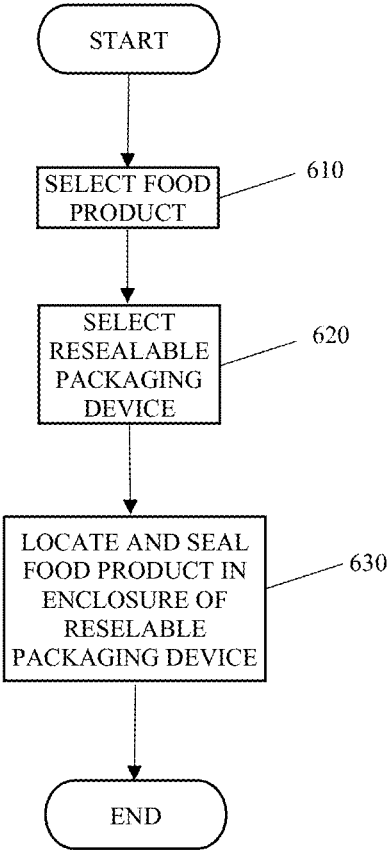 START
SELECT FOOD
PRODUCT
610
SELECT
RESEALABLE
PACKAGING
DEVICE
620
LOCATE AND SEAL
FOOD PRODUCT IN
ENCLOSURE OF
RESELABLE
PACKAGING DEVICE
630
END